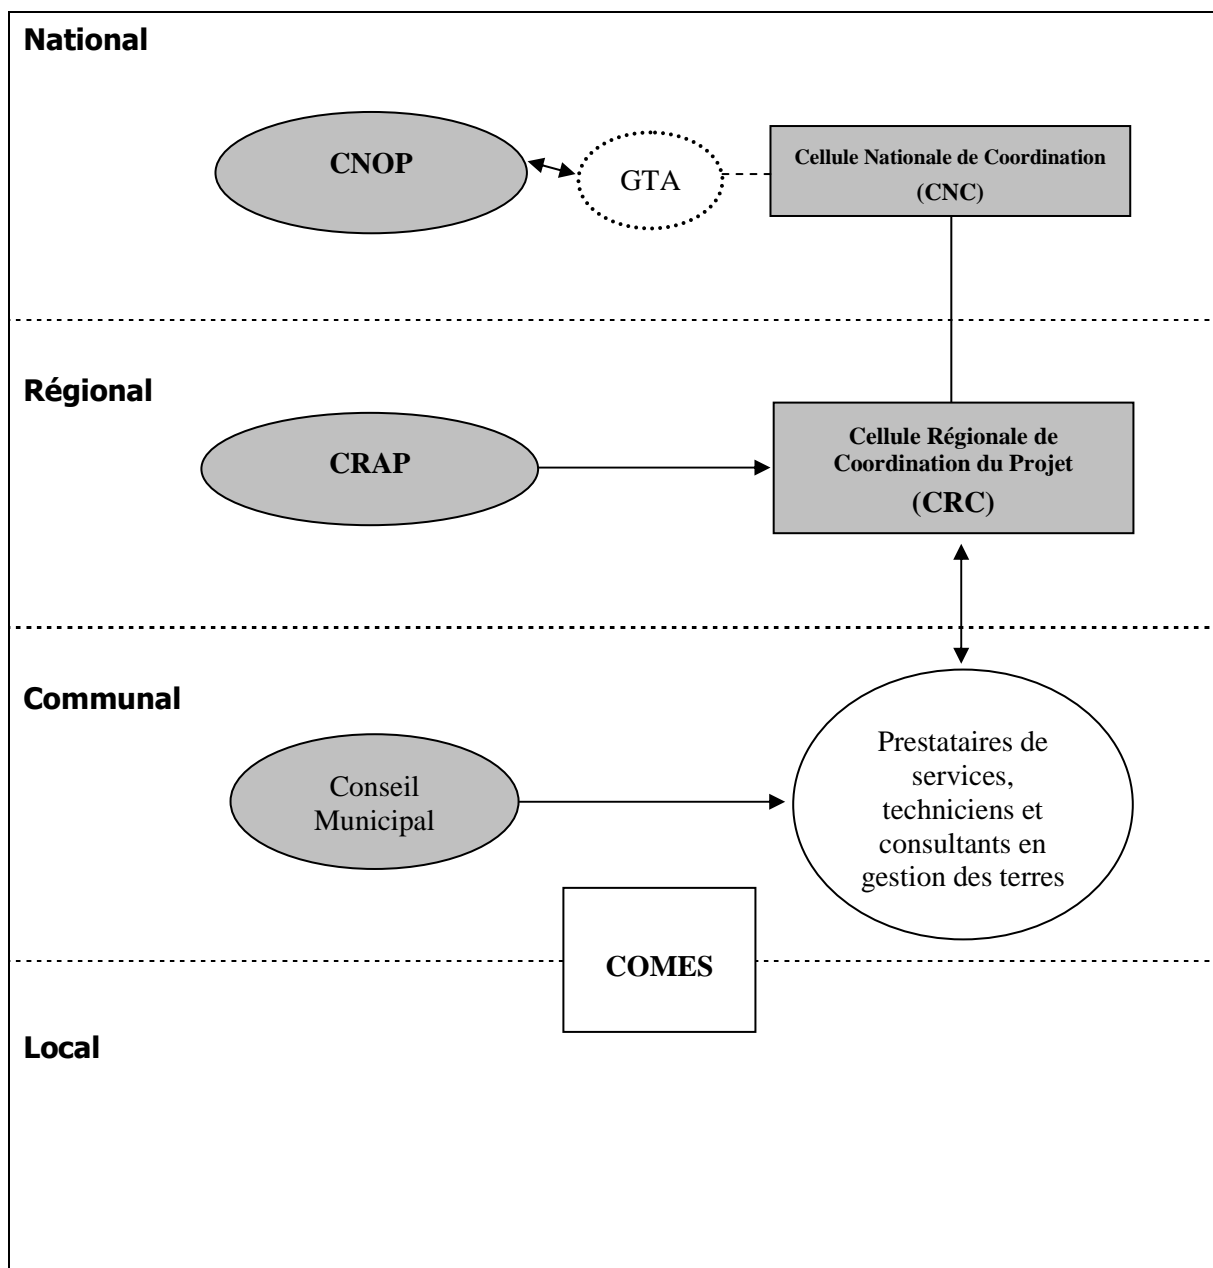 National
CNOP
GTA
Cellule Nationale de Coordination
(CNC)
Régional
CRAP
Cellule Régionale de
Coordination du Projet
(CRC)
Communal
Conseil
Municipal
Prestataires de
services,
techniciens et
consultants en
gestion des terres
COMES
Local